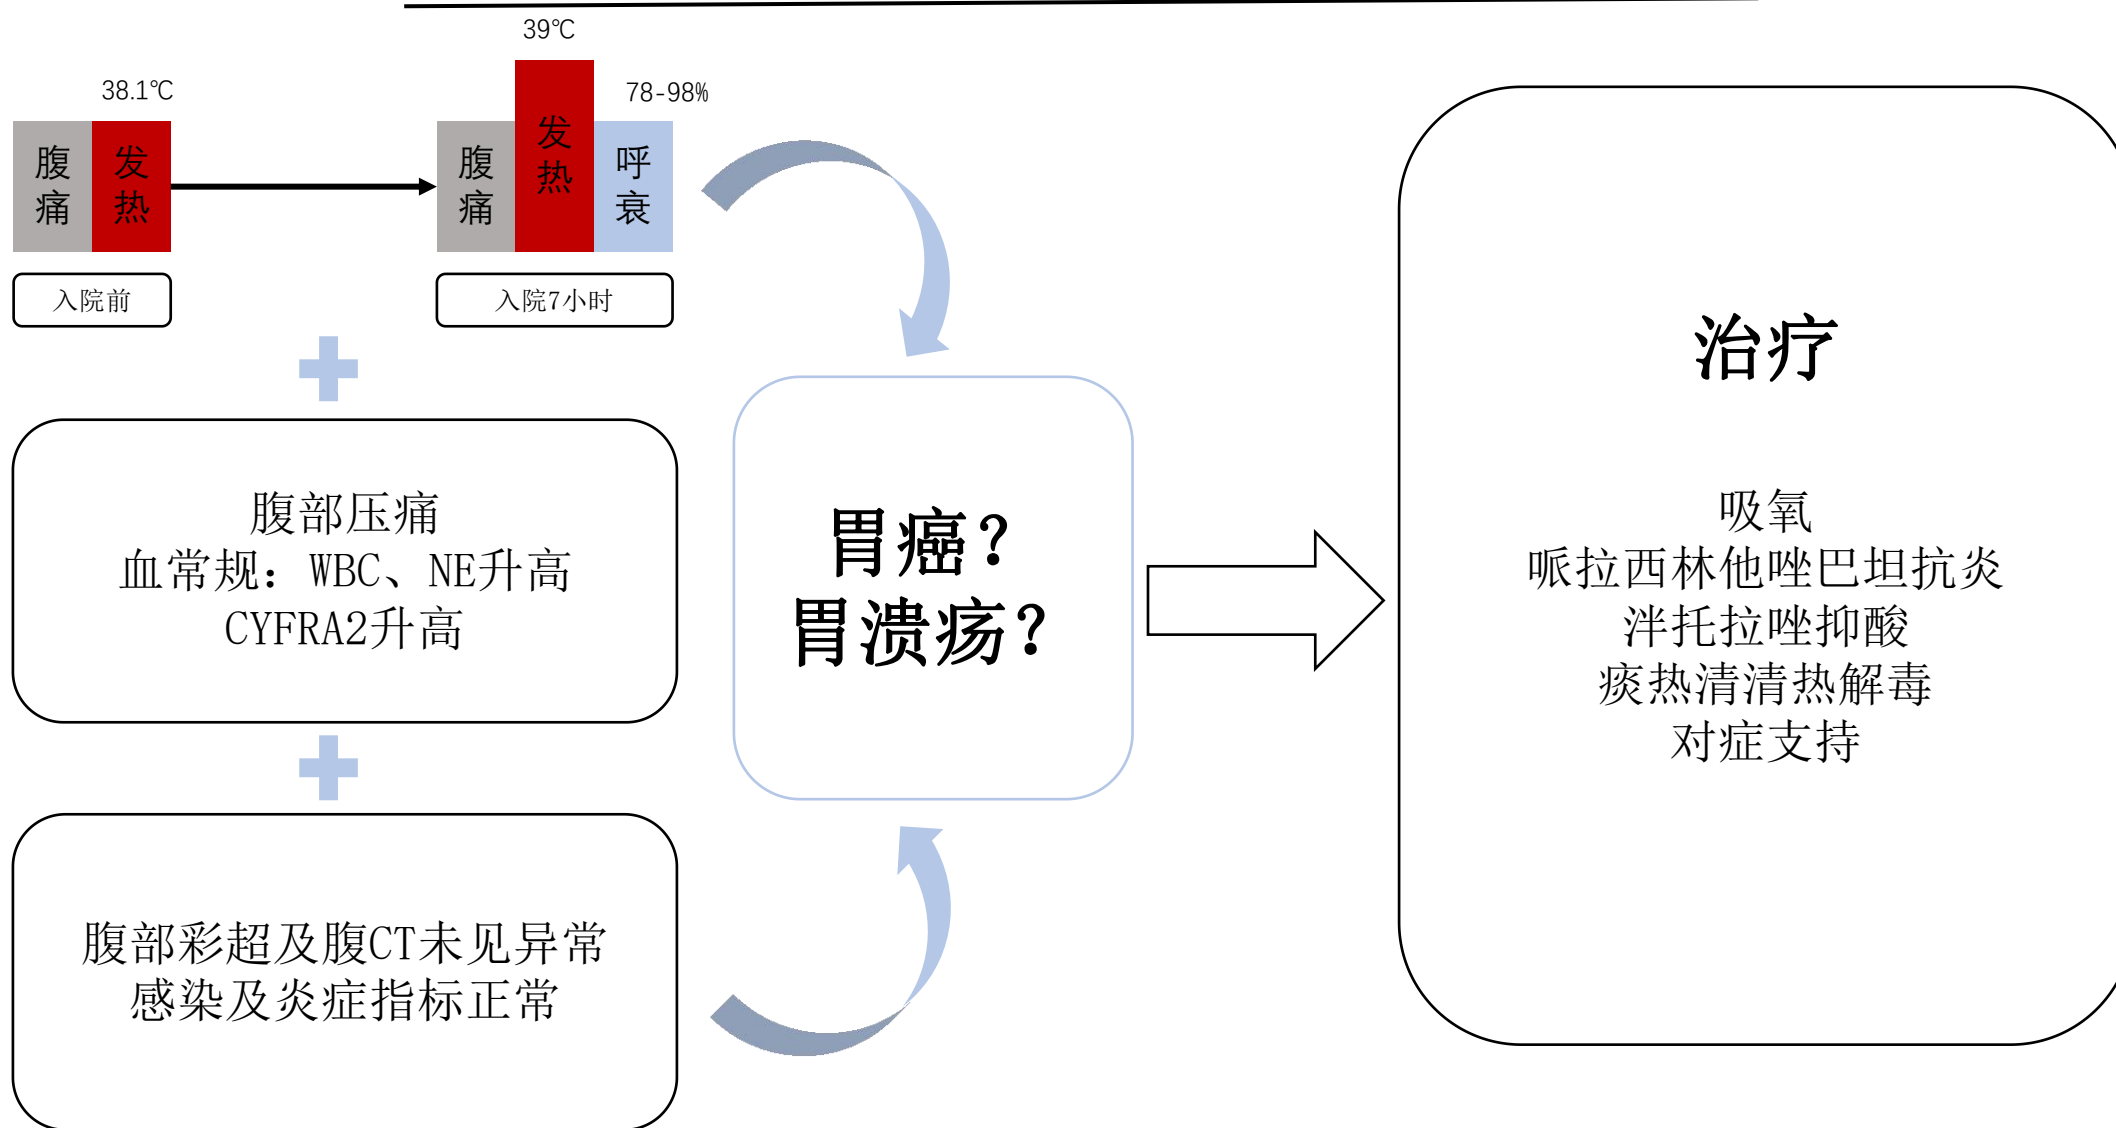 39℃
38.1℃
78-98%
腹痛
发热
腹痛
发热
呼衰
入院前
入院7小时
腹部压痛
血常规：WBC、NE升高
CYFRA2升高
腹部彩超及腹CT未见异常
感染及炎症指标正常
胃癌？
胃溃疡？
治疗
吸氧
哌拉西林他唑巴坦抗炎
泮托拉唑抑酸
痰热清清热解毒
对症支持